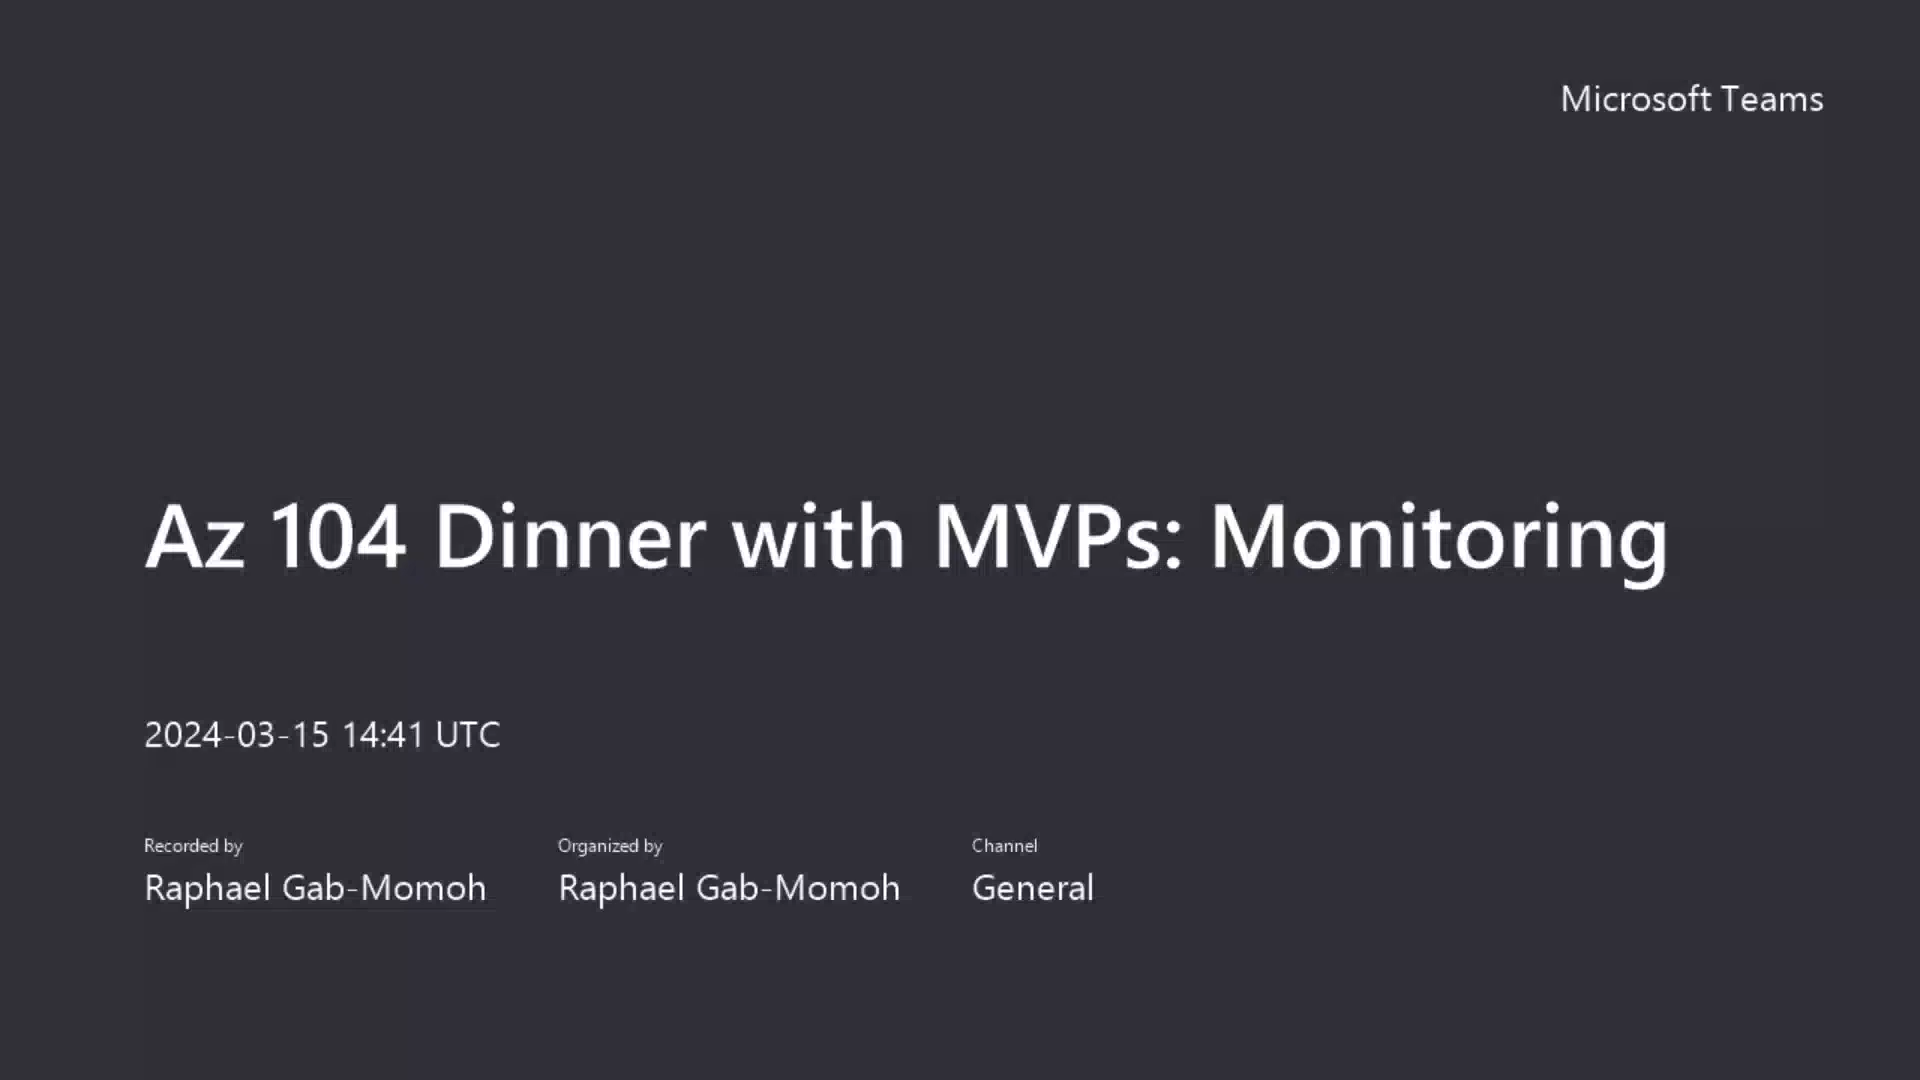 Microsoft Teams
Az 104 Dinner with MVPs: Monitoring
2024-03-15 14:41 UTC
Recorded by
Raphael Gab-Momoh
Organized by
Raphael Gab-Momoh
Channel
General